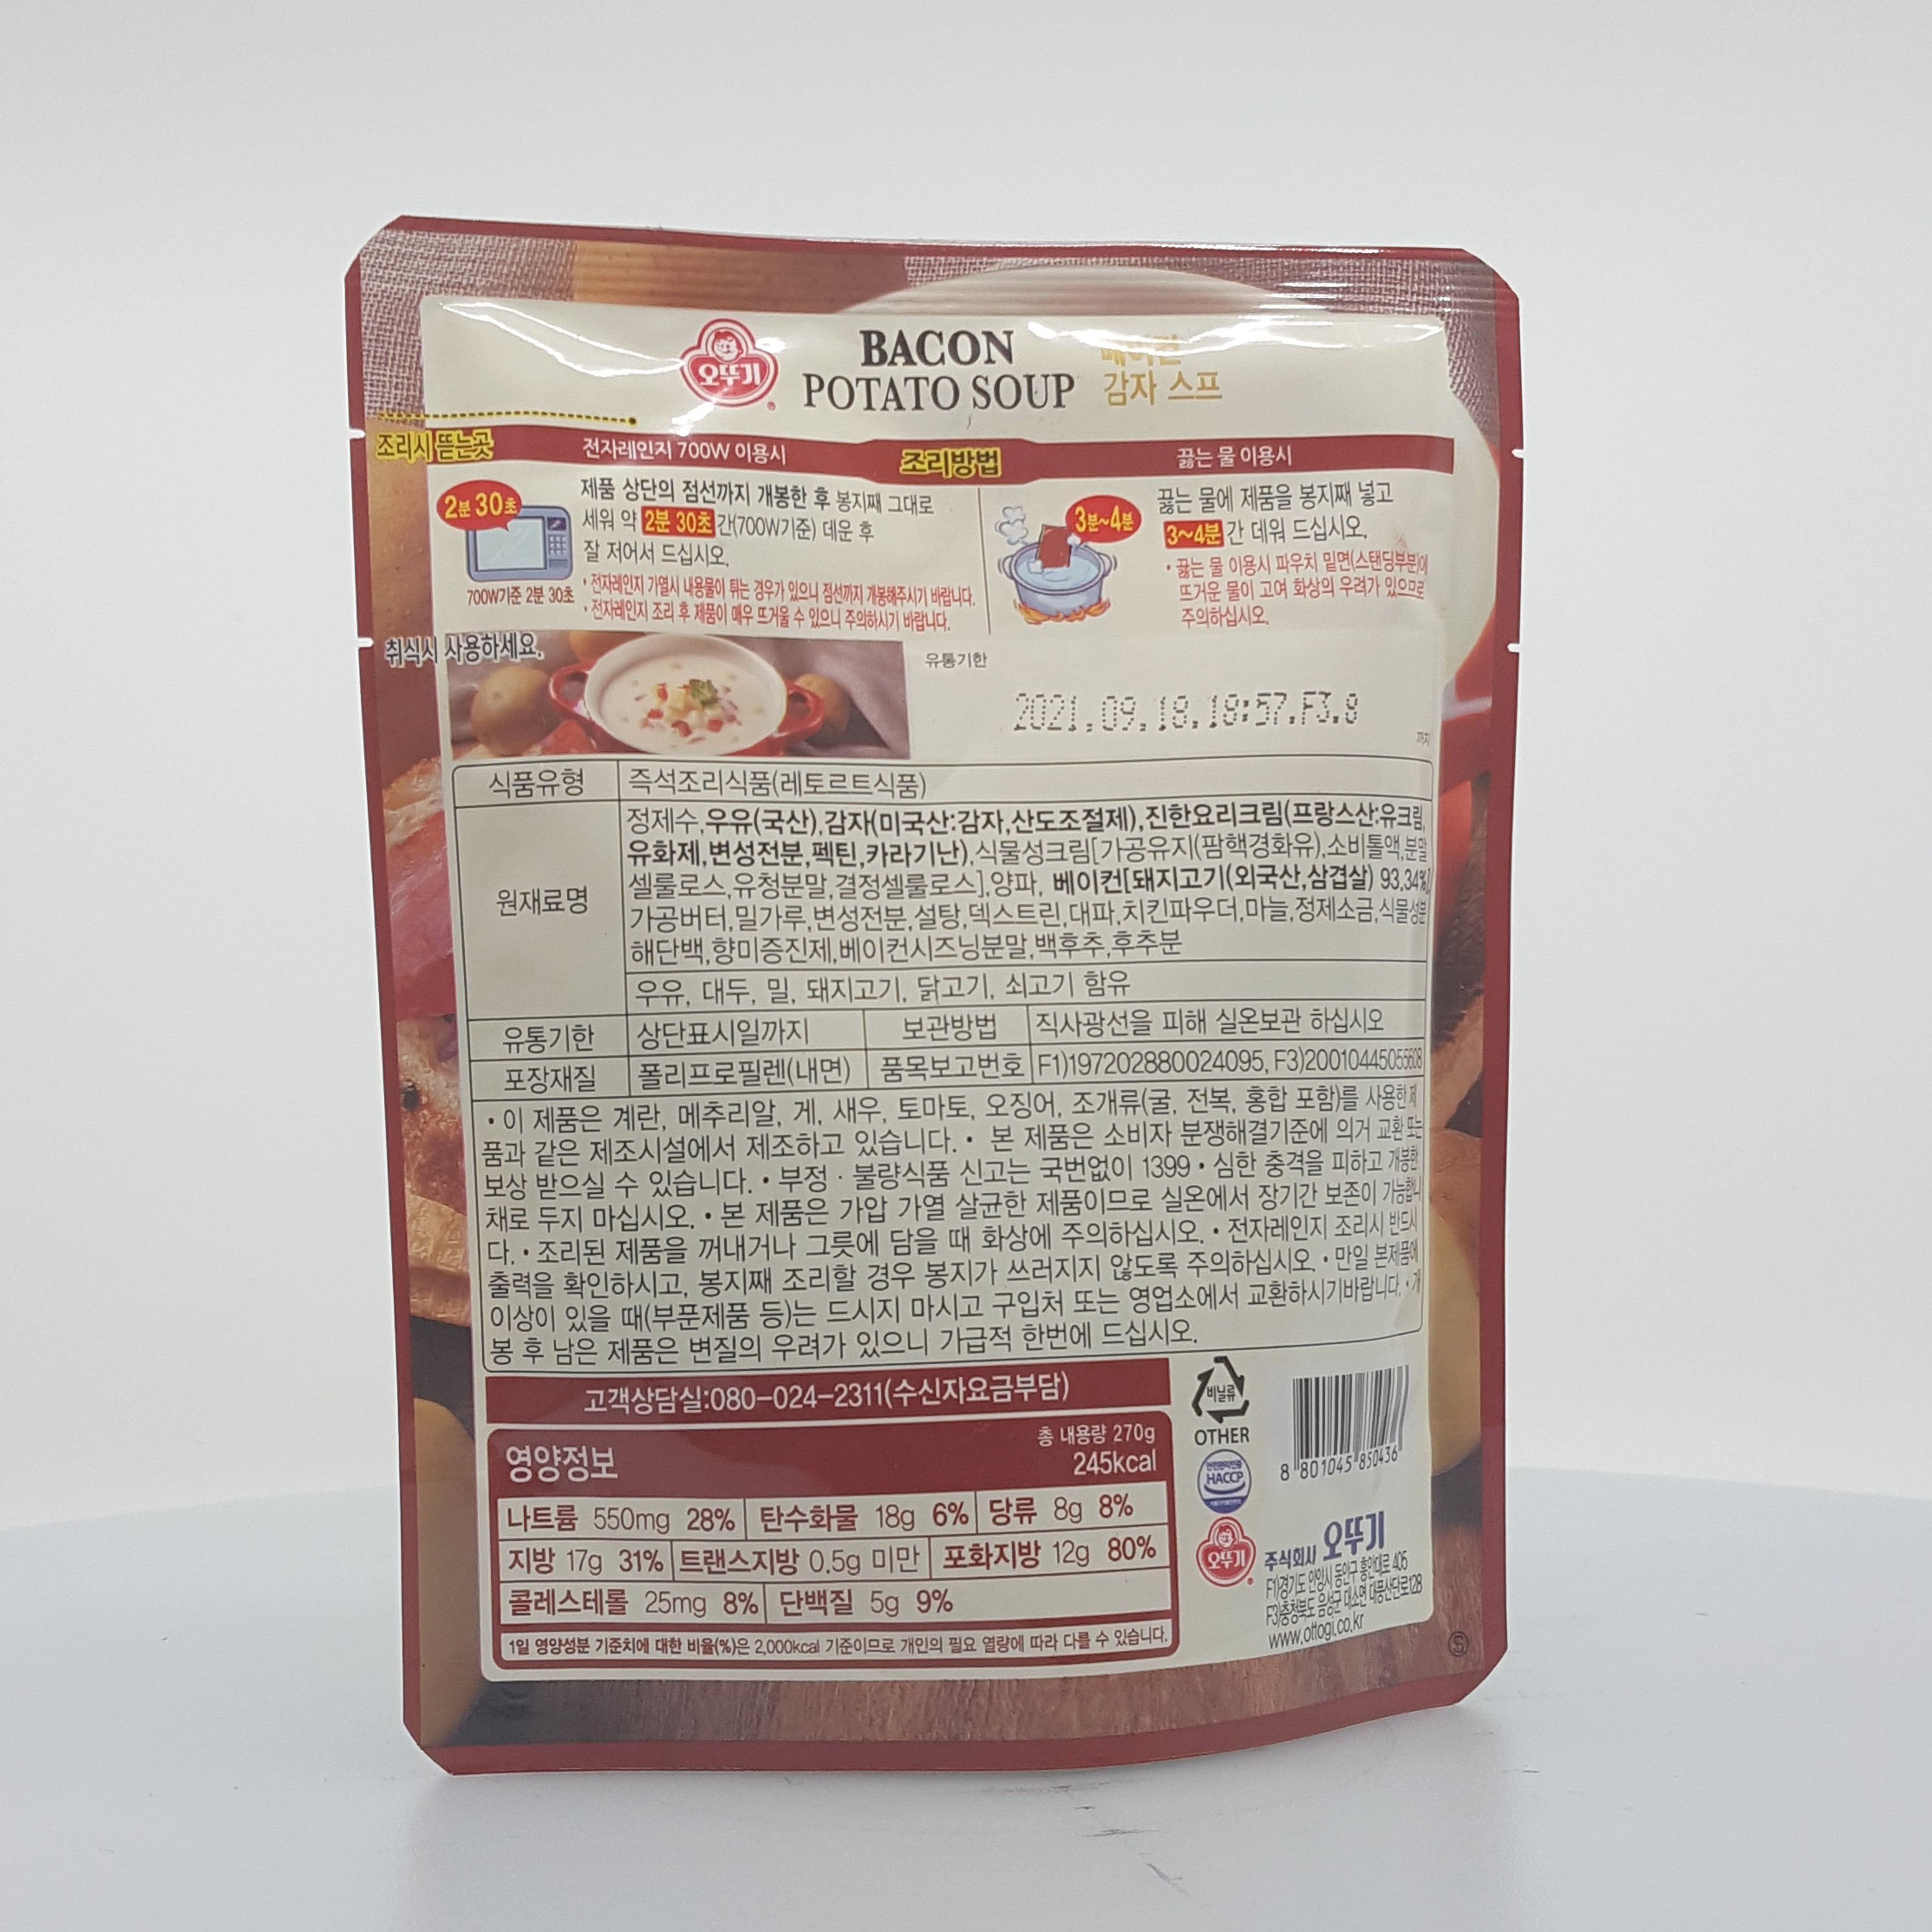 오뚜기
BACON
POTATO SOUP
베이컨
감자 스프
조리시 뜯는곳
전자레인지 700W 이용시
조리방법
끓는 물 이용시
2분 30초
700W기준 2분 30초
제품 상단의 점선까지 개봉한 후 봉지째 그대로
세워 약 2분 30초 간(700W기준) 데운 후
잘 저어서 드십시오.
• 전자레인지 가열시 내용물이 튀는 경우가 있으니 점선까지 개봉해주시기 바랍니다.
• 전자레인지 조리 후 제품이 매우 뜨거울 수 있으니 주의하시기 바랍니다.
3분~4분
끓는 물에 제품을 봉지째 넣고
3~4분 간 데워 드십시오.
• 끓는 물 이용시 파우치 밑면(스탠딩부분)에
뜨거운 물이 고여 화상의 우려가 있으므로
주의하십시오.
취식시 사용하세요.
유통기한
2021.09.18.18:57.F3.8
까지
식품유형
즉석조리식품(레토르트식품)
원재료명
정제수,우유(국산),감자(미국산:감자,산도조절제),진한요리크림(프랑스산:유크림,
유화제,변성전분,펙틴,카라기난),식물성크림[가공유지(팜핵경화유),소비톨액,분말
셀룰로스,유청분말,결정셀룰로스],양파, 베이컨[돼지고기(외국산,삼겹살) 93.34%],
가공버터,밀가루,변성전분,설탕,덱스트린,대파,치킨파우더,마늘,정제소금,식물성분
해단백,향미증진제,베이컨시즈닝분말,백후추,후추분
우유, 대두, 밀, 돼지고기, 닭고기, 쇠고기 함유
유통기한
상단표시일까지
보관방법
직사광선을 피해 실온보관 하십시오
포장재질
폴리프로필렌(내면)
품목보고번호
F1)197202880024095, F3)20010445055608
• 이 제품은 계란, 메추리알, 게, 새우, 토마토, 오징어, 조개류(굴, 전복, 홍합 포함)를 사용한 제
품과 같은 제조시설에서 제조하고 있습니다. • 본 제품은 소비자 분쟁해결기준에 의거 교환 또는
보상 받으실 수 있습니다. • 부정 · 불량식품 신고는 국번없이 1399 • 심한 충격을 피하고 개봉한
채로 두지 마십시오. • 본 제품은 가압 가열 살균한 제품이므로 실온에서 장기간 보존이 가능합니
다. • 조리된 제품을 꺼내거나 그릇에 담을 때 화상에 주의하십시오. • 전자레인지 조리시 반드시
출력을 확인하시고, 봉지째 조리할 경우 봉지가 쓰러지지 않도록 주의하십시오. • 만일 본제품에
이상이 있을 때(부푼제품 등)는 드시지 마시고 구입처 또는 영업소에서 교환하시기바랍니다. • 개
봉 후 남은 제품은 변질의 우려가 있으니 가급적 한번에 드십시오.
고객상담실:080-024-2311(수신자요금부담)
영양정보
총 내용량 270g
245kcal
나트륨 550mg 28% 탄수화물 18g 6% 당류 8g 8%
지방 17g 31% 트랜스지방 0.5g 미만 포화지방 12g 80%
콜레스테롤 25mg 8% 단백질 5g 9%
1일 영양성분 기준치에 대한 비율(%)은 2,000kcal 기준이므로 개인의 필요 열량에 따라 다를 수 있습니다.
비닐류
OTHER
HACCP
8 801045 850436
오뚜기
주식회사 오뚜기
F1)경기도 안양시 동안구 흥안대로 405
F3)충청북도 음성군 대소면 대풍산단로128
www.ottogi.co.kr
S